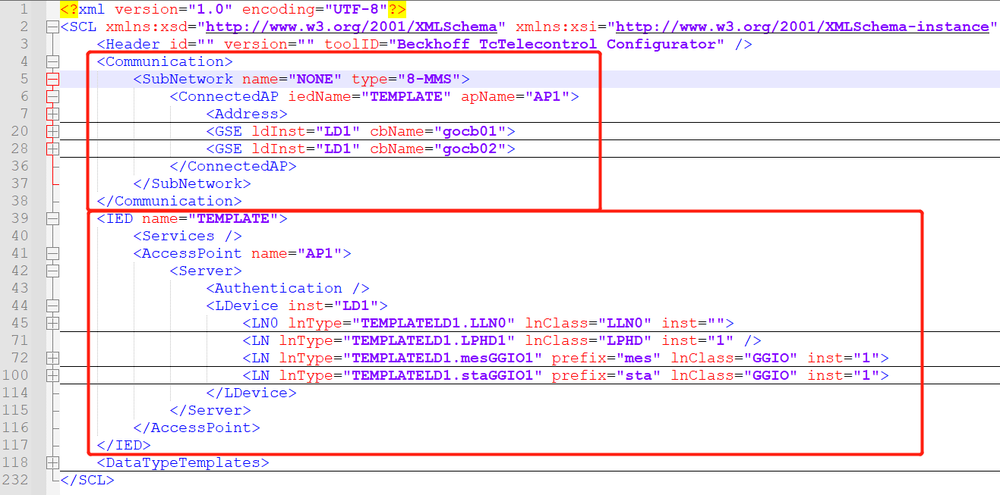 1 <?xml version="1.0" encoding="UTF-8"?>
2 <SCL xmlns:xsd="http://www.w3.org/2001/XMLSchema" xmlns:xsi="http://www.w3.org/2001/XMLSchema-instance"
3 <Header id="" version="" toolID="Beckhoff TcTelecontrol Configurator" />
4 <Communication>
5 <SubNetwork name="NONE" type="8-MMS">
6 <ConnectedAP iedName="TEMPLATE" apName="AP1">
7 <Address>
20 <GSE ldInst="LD1" cbName="gocb01">
28 <GSE ldInst="LD1" cbName="gocb02">
36 </ConnectedAP>
37 </SubNetwork>
38 </Communication>
39 <IED name="TEMPLATE">
40 <Services />
41 <AccessPoint name="AP1">
42 <Server>
43 <Authentication />
44 <LDevice inst="LD1">
45 <LN0 lnType="TEMPLATELD1.LLN0" lnClass="LLN0" inst="">
71 <LN lnType="TEMPLATELD1.LPHD1" lnClass="LPHD" inst="1" />
72 <LN lnType="TEMPLATELD1.mesGGIO1" prefix="mes" lnClass="GGIO" inst="1">
100 <LN lnType="TEMPLATELD1.staGGIO1" prefix="sta" lnClass="GGIO" inst="1">
114 </LDevice>
115 </Server>
116 </AccessPoint>
117 </IED>
118 <DataTypeTemplates>
232 </SCL>